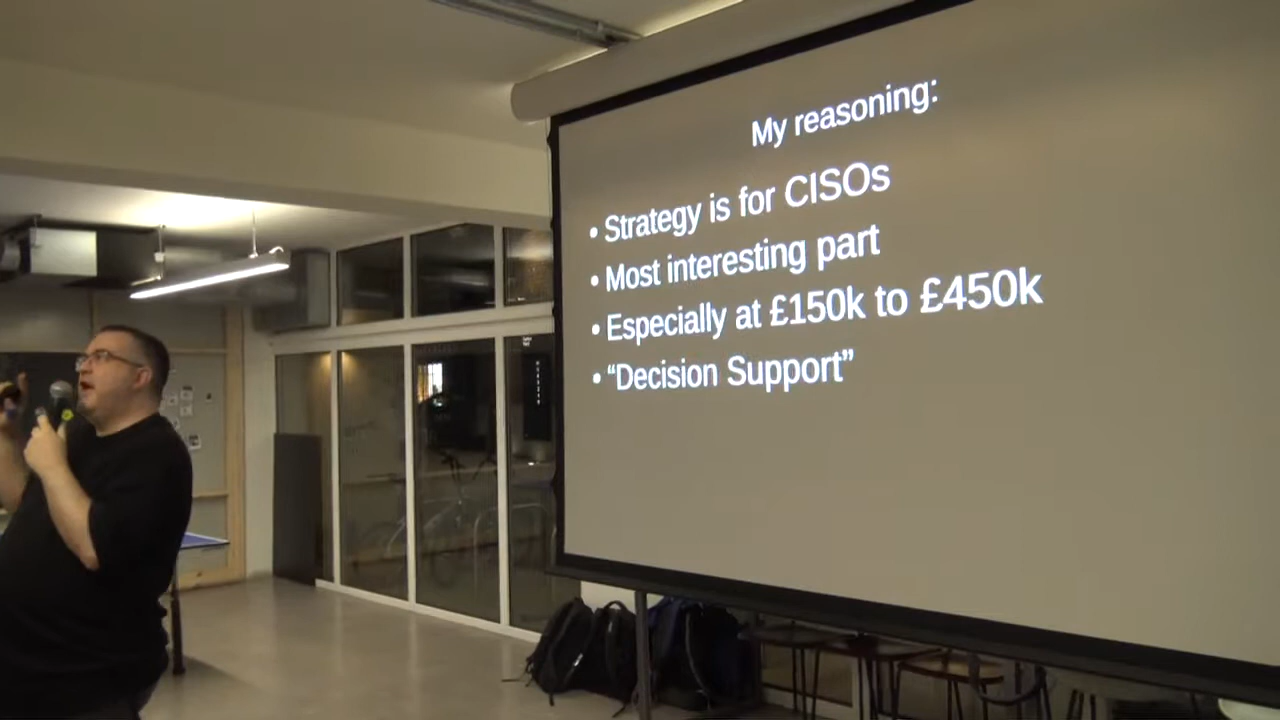 My reasoning:
• Strategy is for CISOs
• Most interesting part
• Especially at £150k to £450k
• “Decision Support”